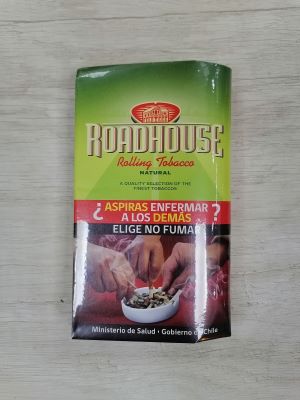 ROADHOUSE
Rolling Tobacco
NATURAL
A QUALITY SELECTION OF THE
FINEST TOBACCOS
¿ASPIRAS ENFERMAR
A LOS DEMÁS?
ELIGE NO FUMAR
Ministerio de Salud - Gobierno de Chile